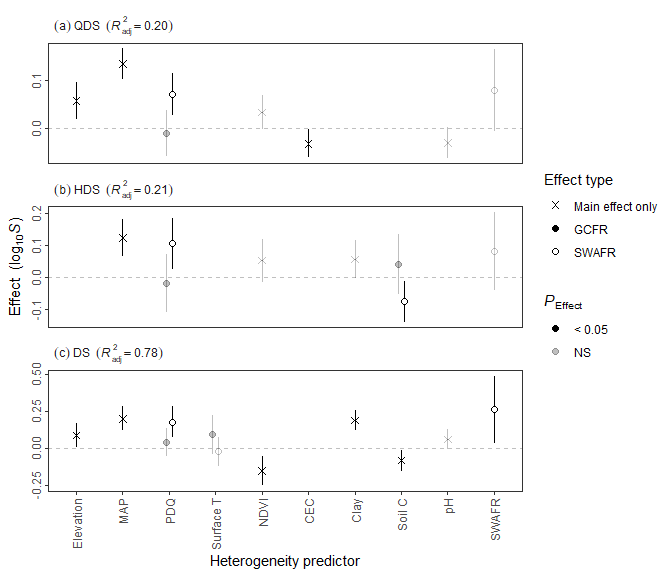 (a) QDS (R²adj = 0.20)
0.1
0.0
(b) HDS (R²adj = 0.21)
0.2
0.1
0.0
-0.1
(c) DS (R²adj = 0.78)
0.50
0.25
0.00
-0.25
Effect (log₁₀S)
Elevation
MAP
PDQ
Surface T
NDVI
CEC
Clay
Soil C
pH
SWAFR
Heterogeneity predictor
Effect type
Main effect only
GCFR
SWAFR
P Effect
< 0.05
NS